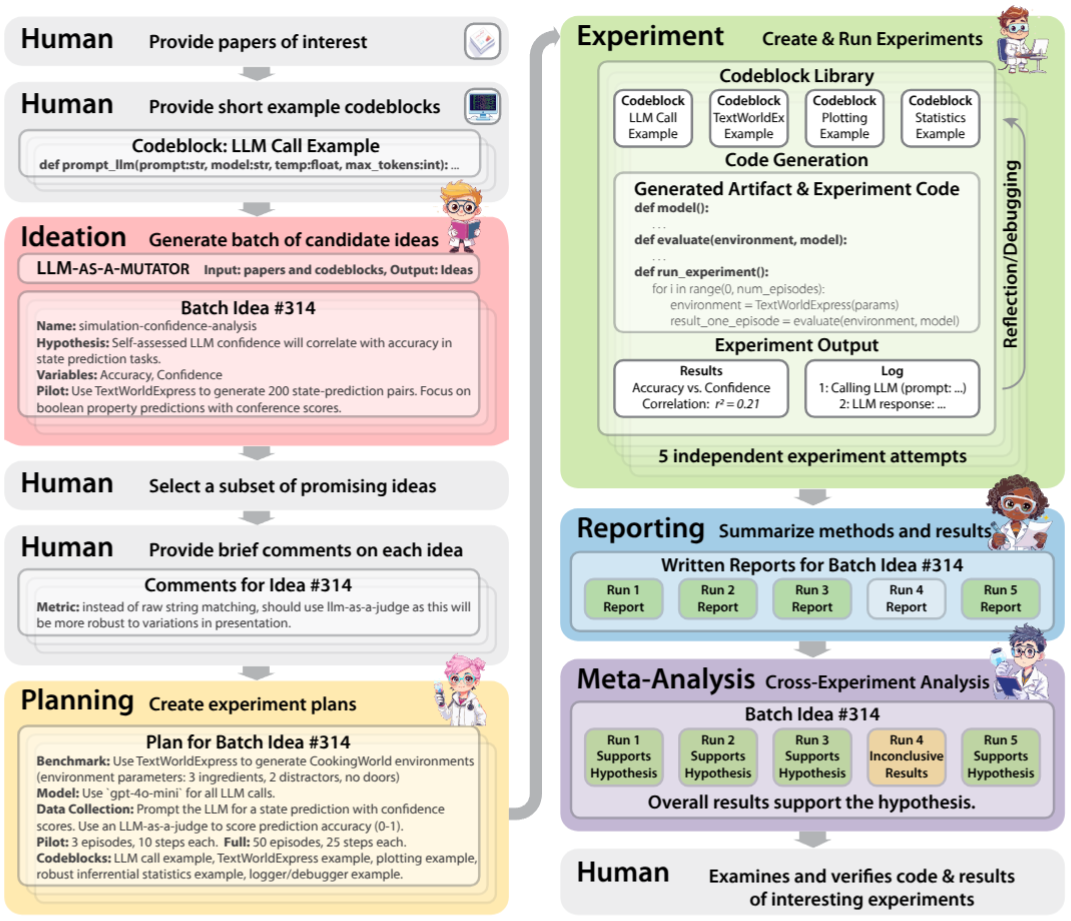 Human Provide papers of interest
Human Provide short example codeblocks
Codeblock: LLM Call Example
def prompt_llm(prompt:str, model:str, temp:float, max_tokens:int): ...
Ideation Generate batch of candidate ideas
LLM-AS-A-MUTATOR Input: papers and codeblocks, Output: Ideas
Batch Idea #314
Name: simulation-confidence-analysis
Hypothesis: Self-assessed LLM confidence will correlate with accuracy in
state prediction tasks.
Variables: Accuracy, Confidence
Pilot: Use TextWorldExpress to generate 200 state-prediction pairs. Focus on
boolean property predictions with conference scores.
Human Select a subset of promising ideas
Human Provide brief comments on each idea
Comments for Idea #314
Metric: instead of raw string matching, should use llm-as-a-judge as this will
be more robust to variations in presentation.
Planning Create experiment plans
Plan for Batch Idea #314
Benchmark: Use TextWorldExpress to generate CookingWorld environments
(environment parameters: 3 ingredients, 2 distractors, no doors)
Model: Use `gpt-4o-mini` for all LLM calls.
Data Collection: Prompt the LLM for a state prediction with confidence
scores. Use an LLM-as-a-judge to score prediction accuracy (0-1).
Pilot: 3 episodes, 10 steps each. Full: 50 episodes, 25 steps each.
Codeblocks: LLM call example, TextWorldExpress example, plotting example,
robust inferrential statistics example, logger/debugger example.
Experiment Create & Run Experiments
Codeblock Library
Codeblock
LLM Call
Example
Codeblock
TextWorldEx
Example
Codeblock
Plotting
Example
Codeblock
Statistics
Example
Code Generation
Generated Artifact & Experiment Code
def model():
...
def evaluate(environment, model):
...
def run_experiment():
for i in range(0, num_episodes):
environment = TextWorldExpress(params)
result_one_episode = evaluate(environment, model)
Experiment Output
Results
Accuracy vs. Confidence
Correlation: r² = 0.21
Log
1: Calling LLM (prompt: ...)
2: LLM response: ...
Reflection/Debugging
5 independent experiment attempts
Reporting Summarize methods and results
Written Reports for Batch Idea #314
Run 1
Report
Run 2
Report
Run 3
Report
Run 4
Report
Run 5
Report
Meta-Analysis Cross-Experiment Analysis
Batch Idea #314
Run 1
Supports
Hypothesis
Run 2
Supports
Hypothesis
Run 3
Supports
Hypothesis
Run 4
Inconclusive
Results
Run 5
Supports
Hypothesis
Overall results support the hypothesis.
Human Examines and verifies code & results
of interesting experiments